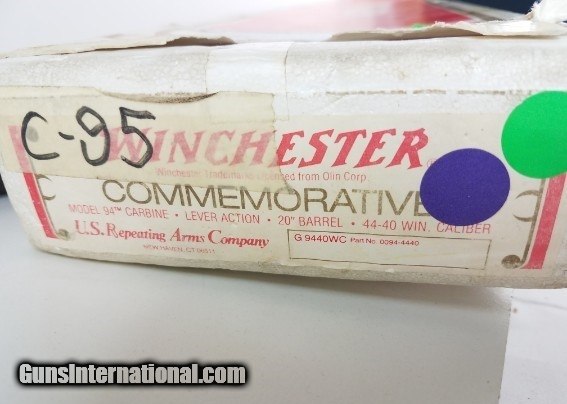 C-95
WINCHESTER
Winchester Trademark Licensed from Olin Corp.
COMMEMORATIVE
MODEL 94™ CARBINE • LEVER ACTION • 20" BARREL • 44-40 WIN. CALIBER
U.S. Repeating Arms Company
NEW HAVEN, CT 06511
G 9440WC Part No. 0094-4440
GunsInternational.com